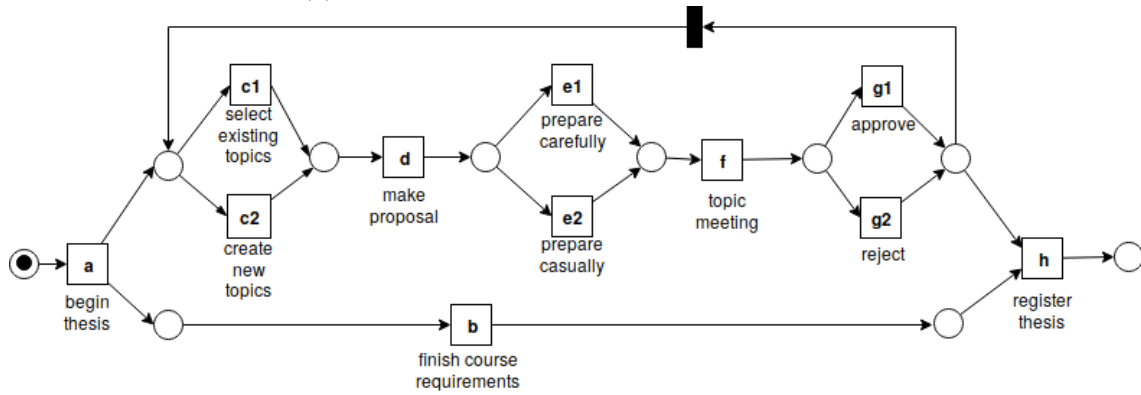 c1
select
existing
topics
e1
prepare
carefully
g1
approve
d
make
proposal
f
topic
meeting
c2
create
new
topics
e2
prepare
casually
g2
reject
a
begin
thesis
h
register
thesis
b
finish course
requirements